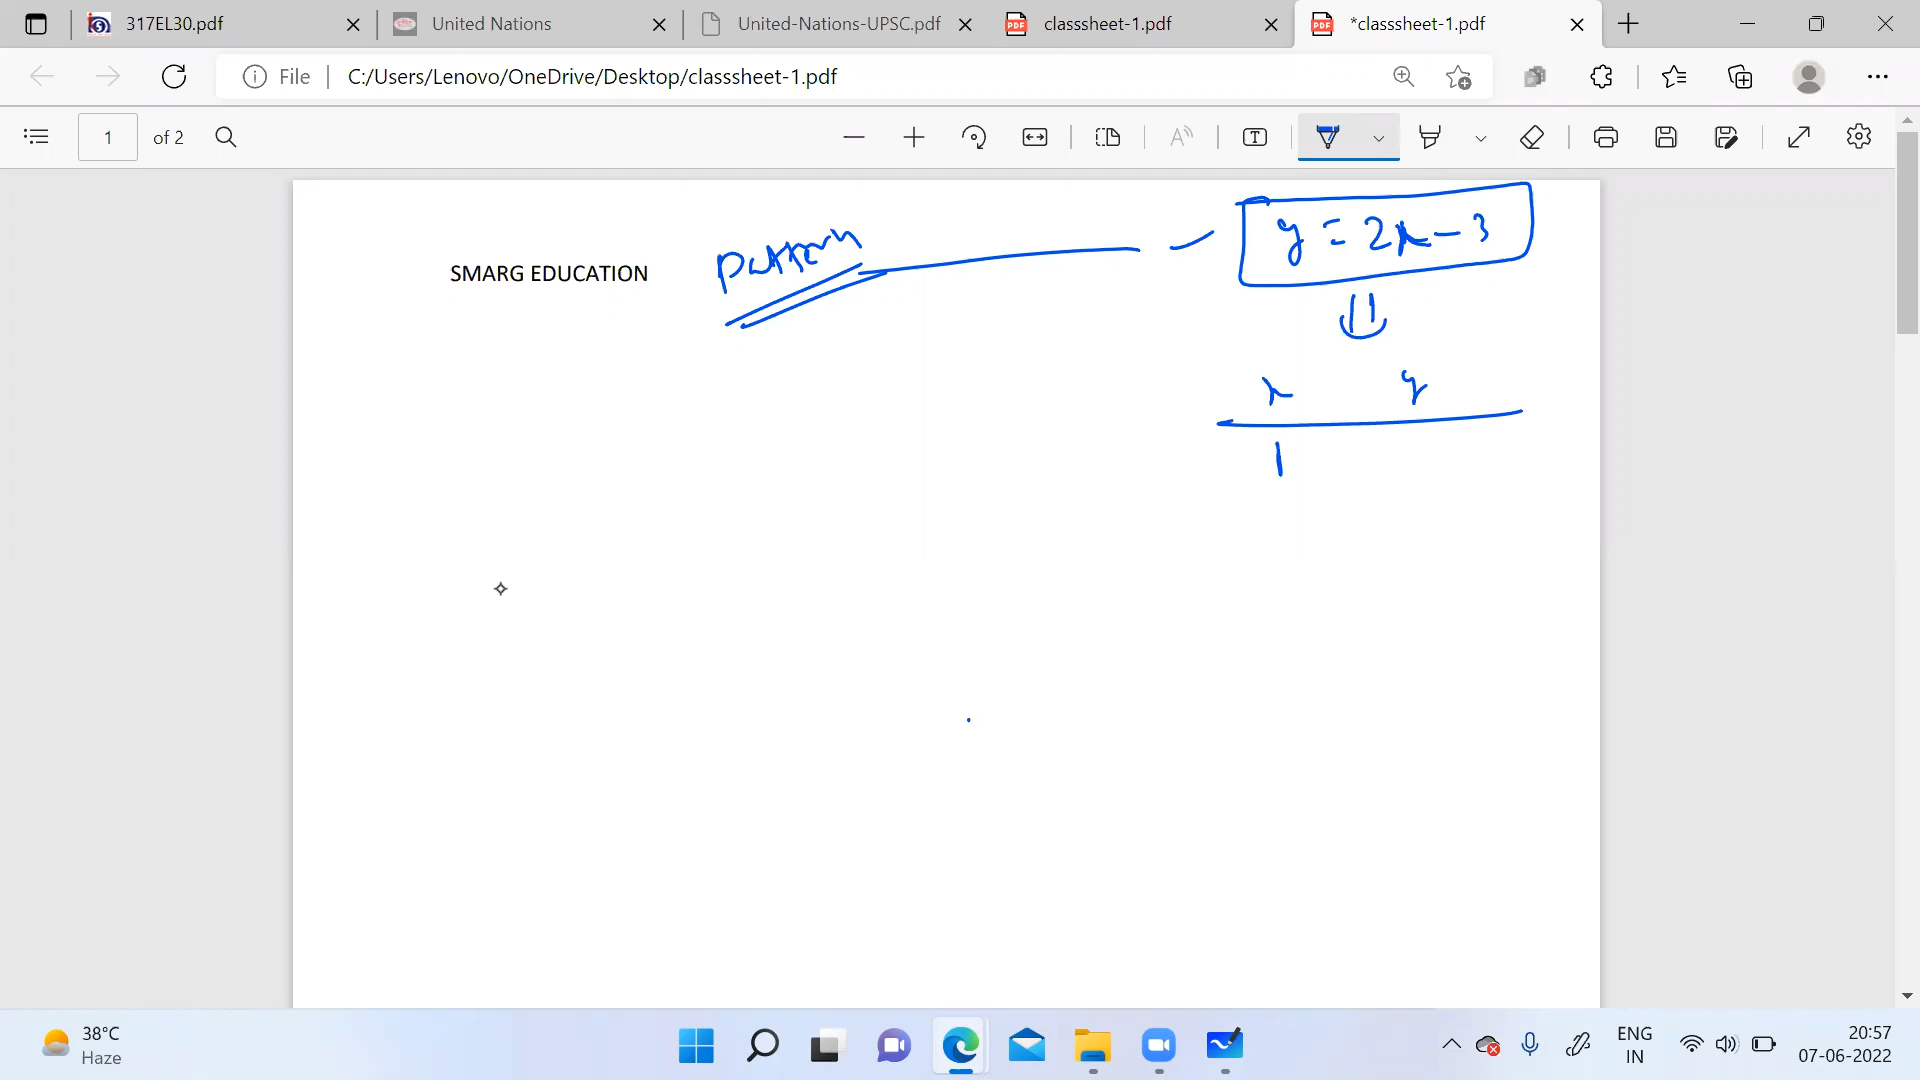 317EL30.pdf
United Nations
United-Nations-UPSC.pdf
classsheet-1.pdf
*classsheet-1.pdf
File
C:/Users/Lenovo/OneDrive/Desktop/classsheet-1.pdf
1 of 2
SMARG EDUCATION
pattern
y = 2x - 3
x y
1
38°C
Haze
ENG
IN
20:57
07-06-2022